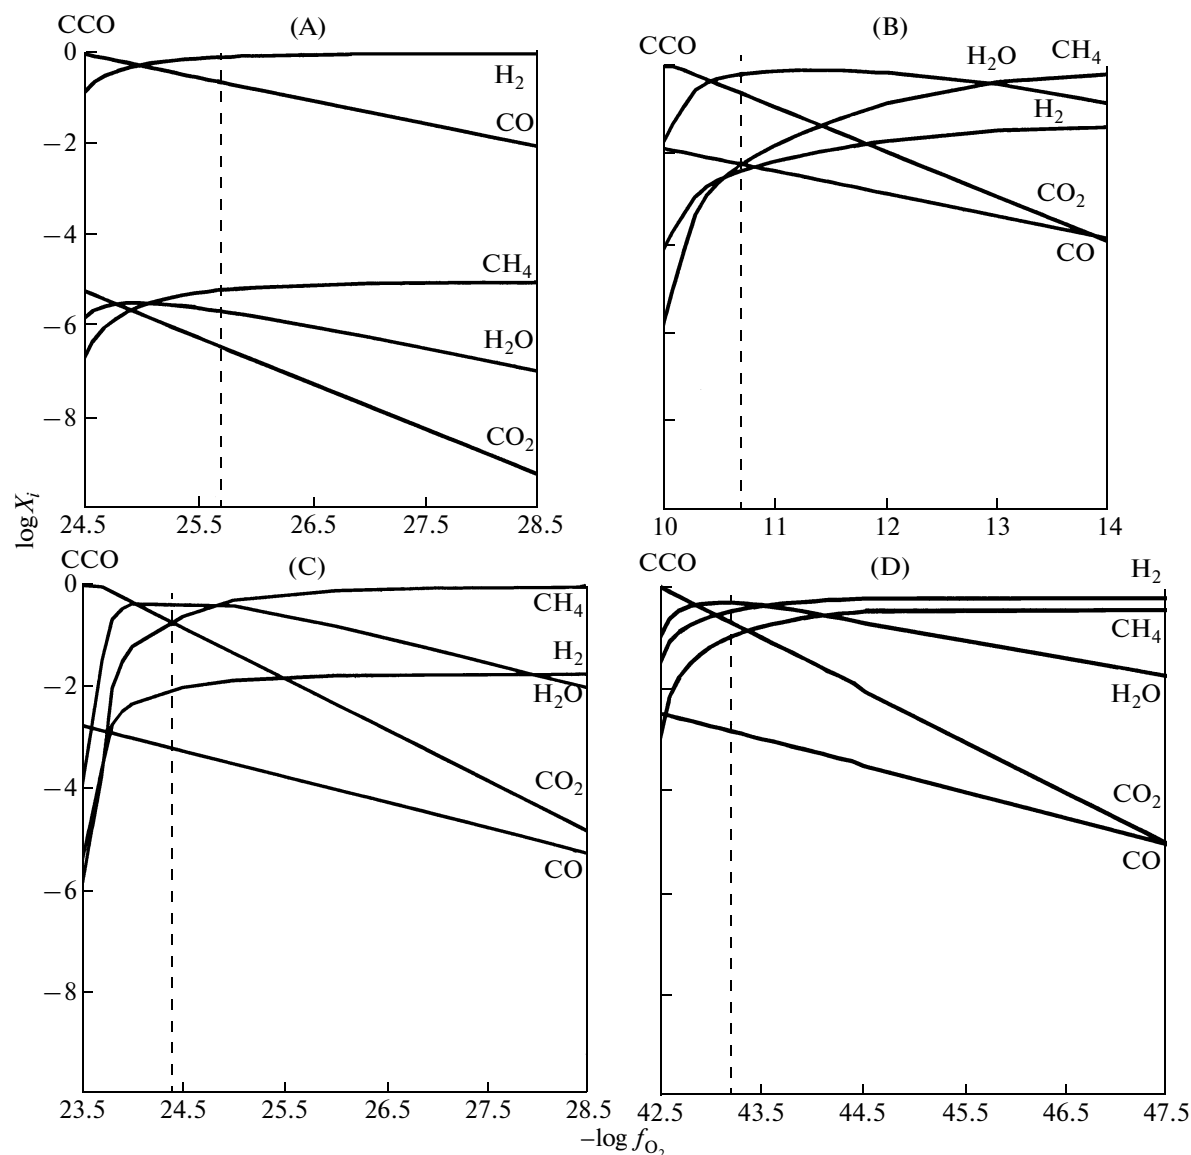 CCO (A)
0
−2
−4
−6
−8
H₂
CO
CH₄
H₂O
CO₂
24.5 25.5 26.5 27.5 28.5
CCO (B)
H₂O CH₄
H₂
CO₂
CO
10 11 12 13 14
log Xᵢ
CCO (C)
0
−2
−4
−6
−8
CH₄
H₂
H₂O
CO₂
CO
23.5 24.5 25.5 26.5 27.5 28.5
CCO (D)
H₂
CH₄
H₂O
CO₂
CO
42.5 43.5 44.5 45.5 46.5 47.5
−log f O₂